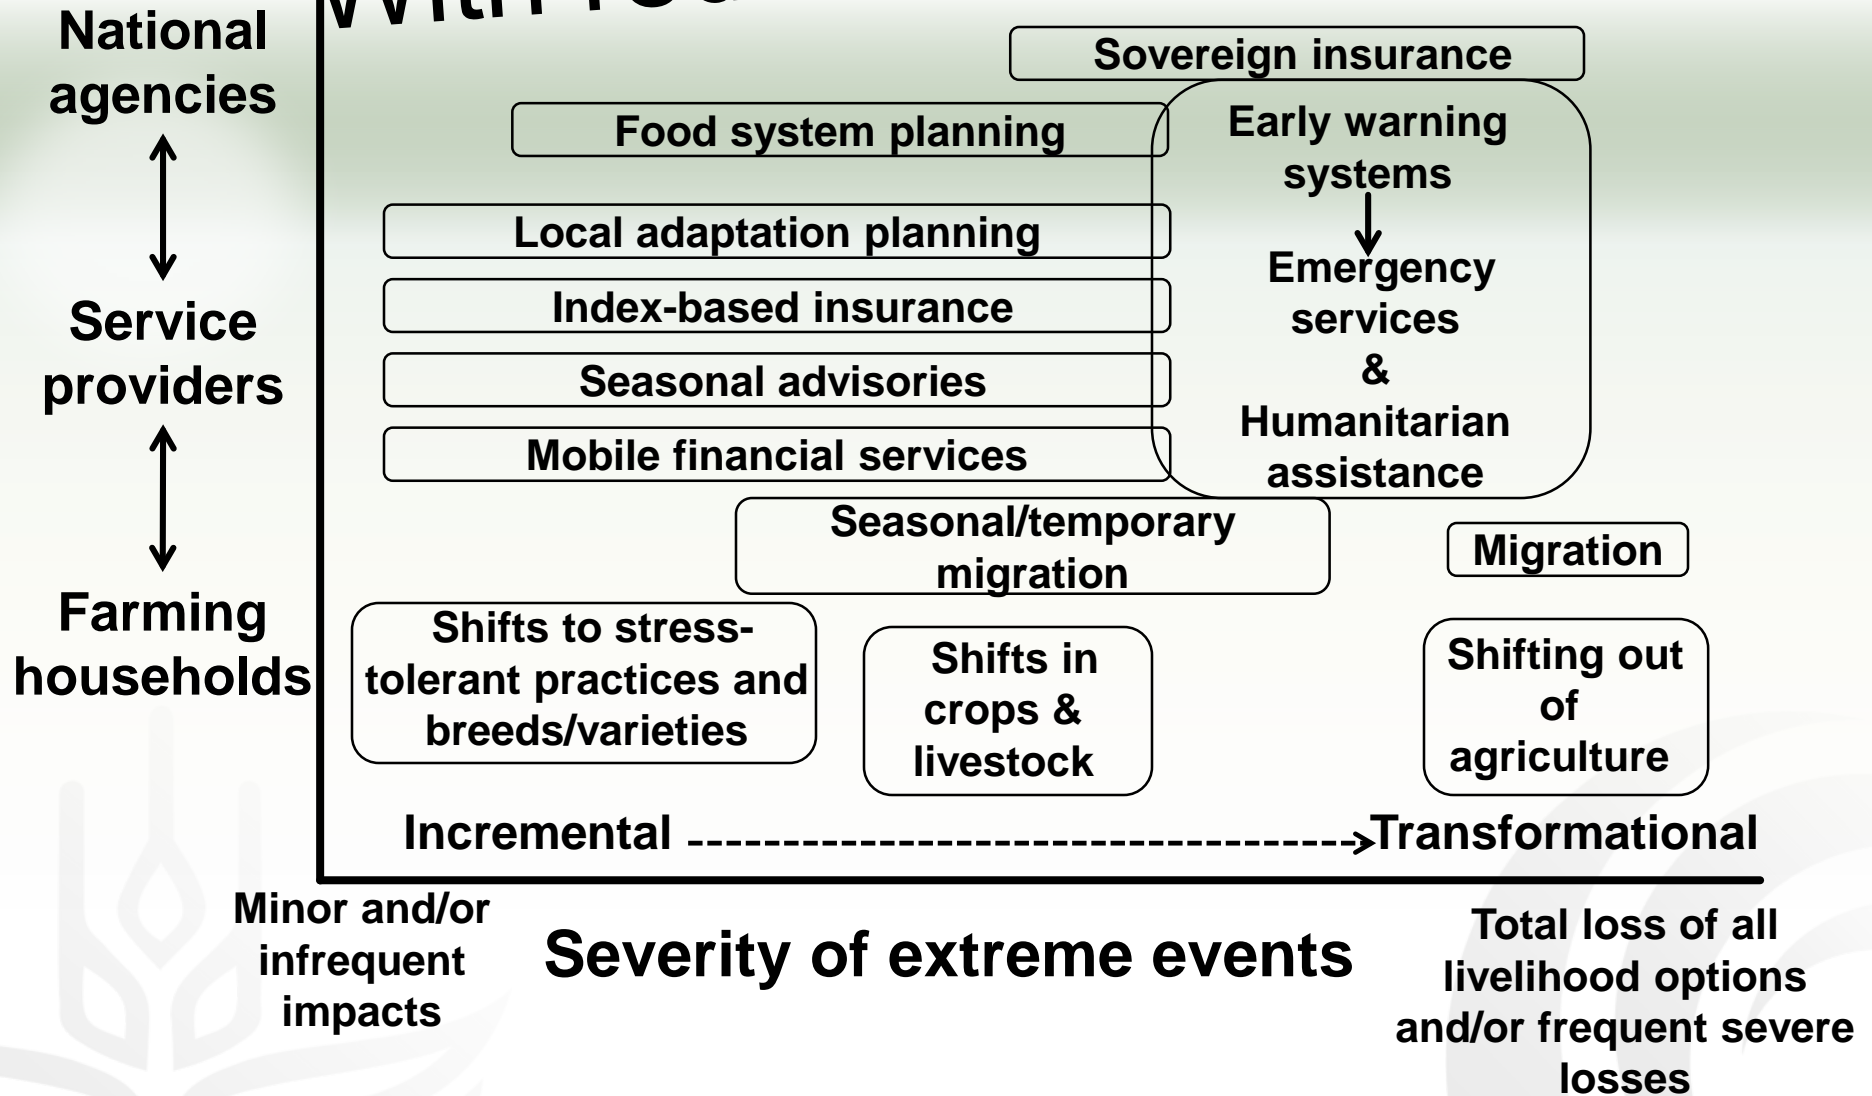 National
agencies
Service
providers
Farming
households
Sovereign insurance
Food system planning
Early warning
systems
Emergency
services
&
Humanitarian
assistance
Local adaptation planning
Index-based insurance
Seasonal advisories
Mobile financial services
Seasonal/temporary
migration
Migration
Shifts to stress-
tolerant practices and
breeds/varieties
Shifts in
crops &
livestock
Shifting out
of
agriculture
Incremental
Transformational
Minor and/or
infrequent
impacts
Severity of extreme events
Total loss of all
livelihood options
and/or frequent severe
losses